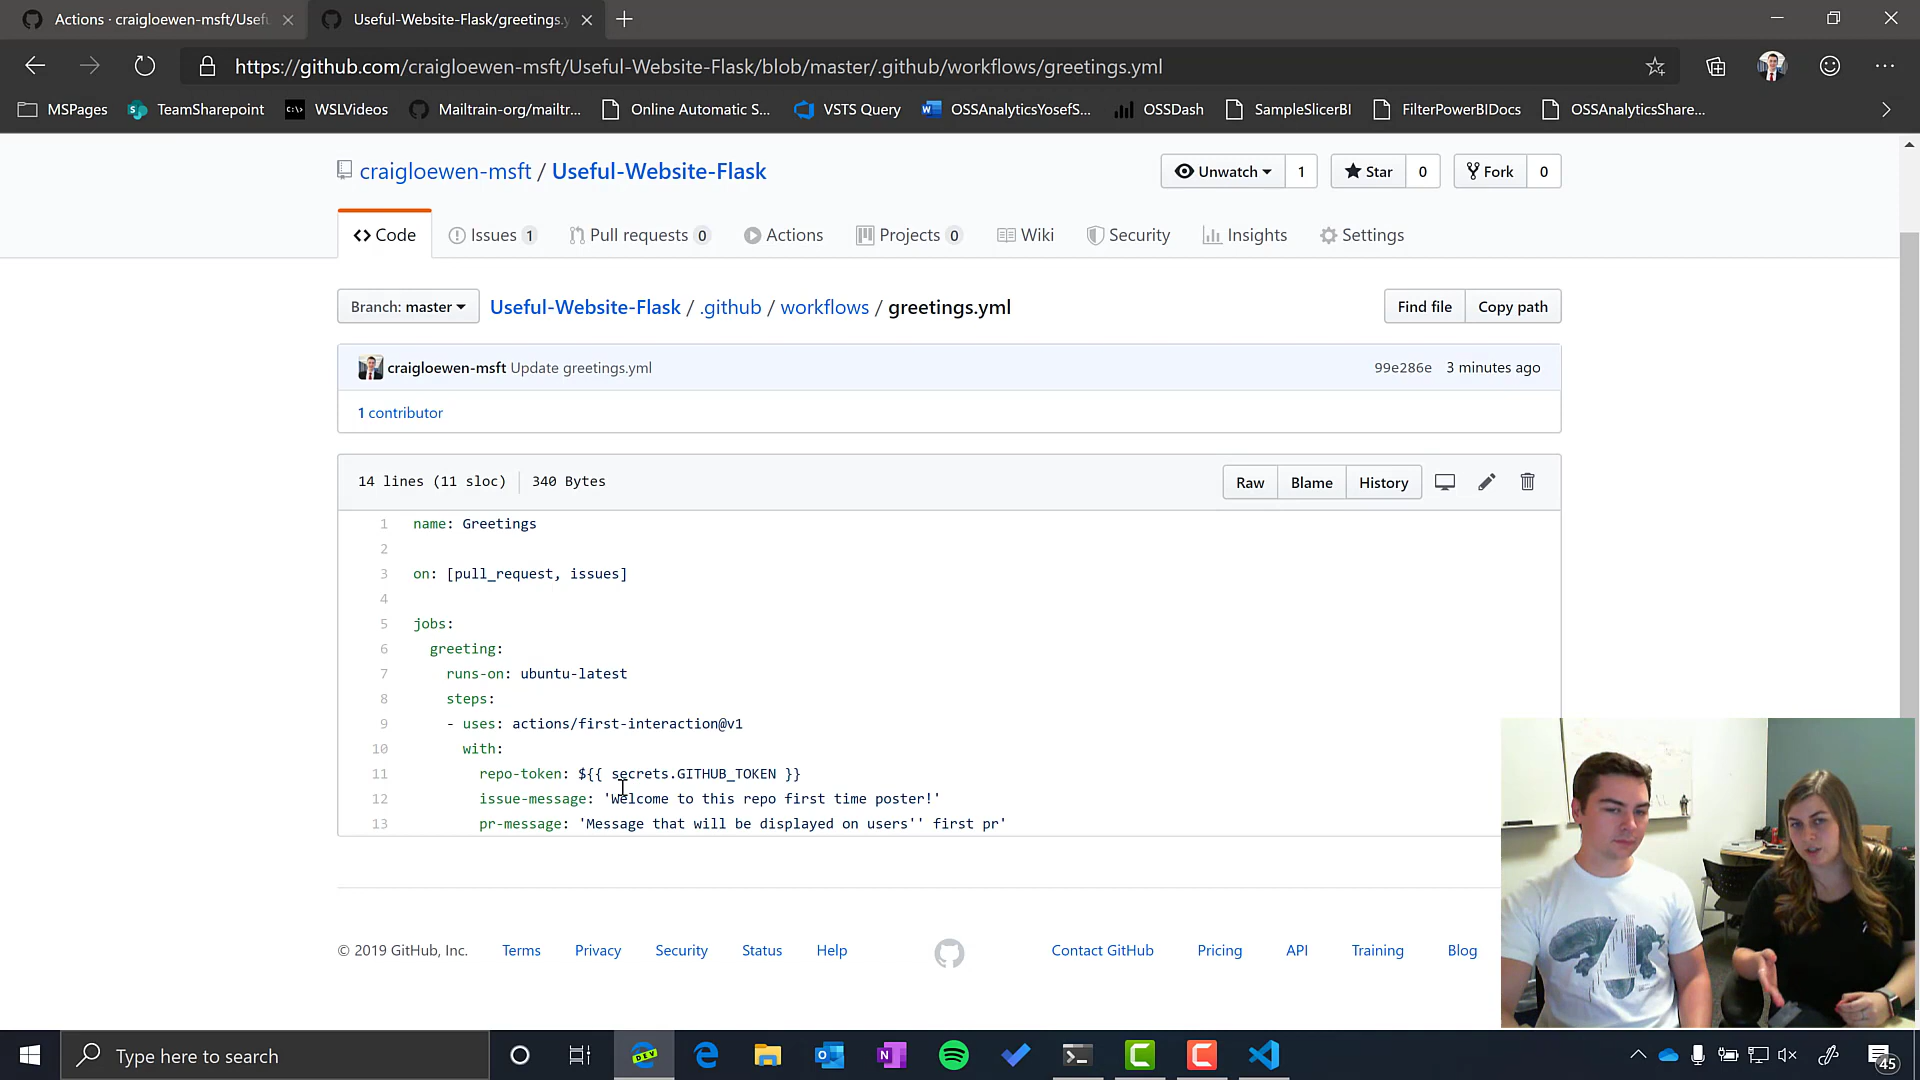 Actions · craigloewen-msft/Usefu
Useful-Website-Flask/greetings.y
https://github.com/craigloewen-msft/Useful-Website-Flask/blob/master/.github/workflows/greetings.yml
MSPages
TeamSharepoint
WSLVideos
Mailtrain-org/mailtr...
Online Automatic S...
VSTS Query
OSSAnalyticsYosefS...
OSSDash
SampleSlicerBI
FilterPowerBIDocs
OSSAnalyticsShare...
craigloewen-msft / Useful-Website-Flask
Unwatch 1
Star 0
Fork 0
Code
Issues 1
Pull requests 0
Actions
Projects 0
Wiki
Security
Insights
Settings
Branch: master
Useful-Website-Flask / .github / workflows / greetings.yml
Find file
Copy path
craigloewen-msft Update greetings.yml
99e286e 3 minutes ago
1 contributor
14 lines (11 sloc) 340 Bytes
Raw
Blame
History
1 name: Greetings
2
3 on: [pull_request, issues]
4
5 jobs:
6 greeting:
7 runs-on: ubuntu-latest
8 steps:
9 - uses: actions/first-interaction@v1
10 with:
11 repo-token: ${{ secrets.GITHUB_TOKEN }}
12 issue-message: 'Welcome to this repo first time poster!'
13 pr-message: 'Message that will be displayed on users'' first pr'
© 2019 GitHub, Inc.
Terms
Privacy
Security
Status
Help
Contact GitHub
Pricing
API
Training
Blog
Type here to search
DEV
45